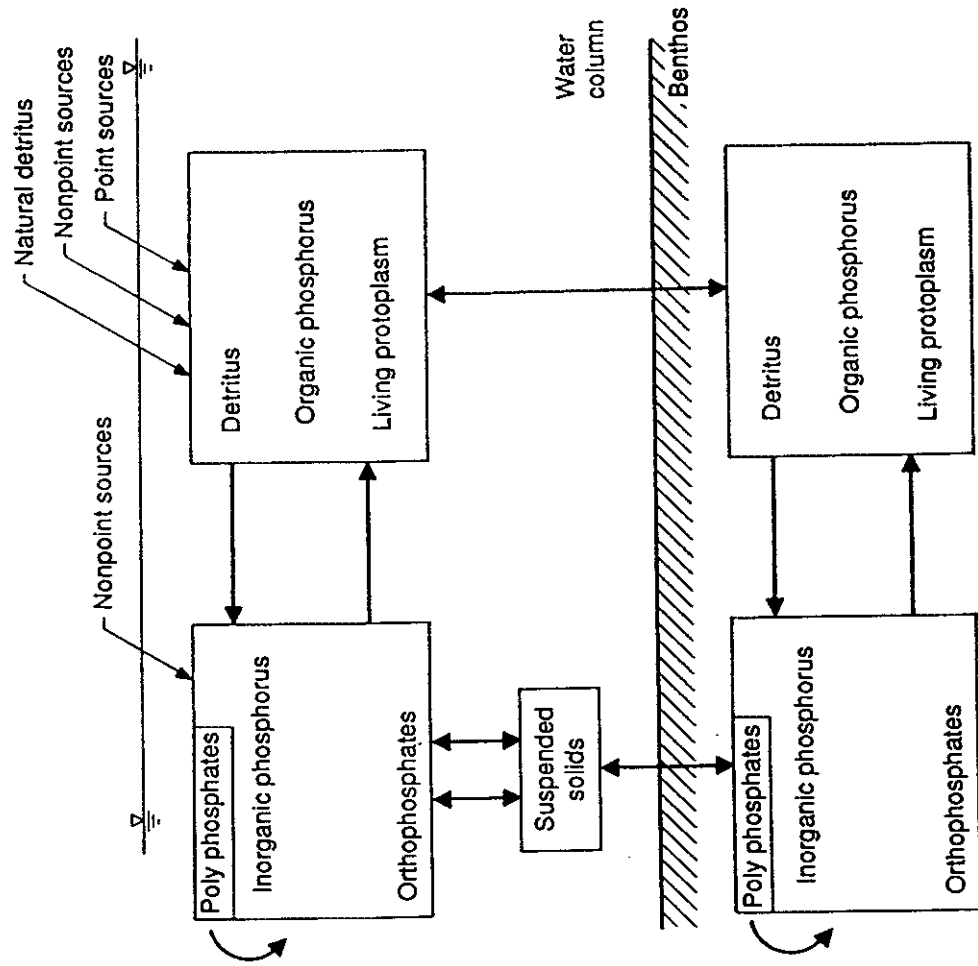 Natural detritus
Nonpoint sources
Point sources
Nonpoint sources
Poly phosphates
Inorganic phosphorus
Orthophosphates
Detritus
Organic phosphorus
Living protoplasm
Suspended
solids
Water
column
Benthos
Poly phosphates
Inorganic phosphorus
Orthophosphates
Detritus
Organic phosphorus
Living protoplasm